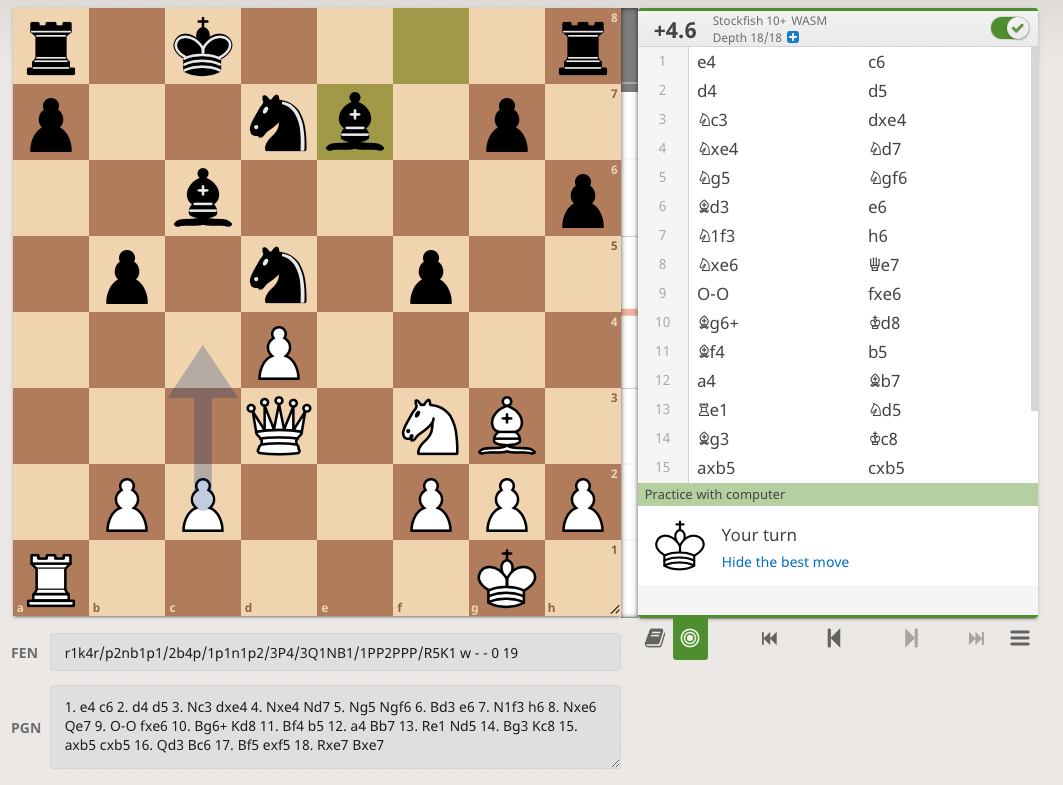 8
7
6
5
4
3
2
1
a b c d e f g h
+4.6
Stockfish 10+ WASM
Depth 18/18
1 e4 c6
2 d4 d5
3 ♘c3 dxe4
4 ♘xe4 ♘d7
5 ♘g5 ♘gf6
6 ♗d3 e6
7 ♘1f3 h6
8 ♘xe6 ♕e7
9 O-O fxe6
10 ♗g6+ ♔d8
11 ♗f4 b5
12 a4 ♗b7
13 ♖e1 ♘d5
14 ♗g3 ♔c8
15 axb5 cxb5
Practice with computer
Your turn
Hide the best move
FEN r1k4r/p2nb1p1/2b4p/1p1n1p2/3P4/3Q1NB1/1PP2PPP/R5K1 w - - 0 19
PGN
1. e4 c6 2. d4 d5 3. Nc3 dxe4 4. Nxe4 Nd7 5. Ng5 Ngf6 6. Bd3 e6 7. N1f3 h6 8. Nxe6
Qe7 9. O-O fxe6 10. Bg6+ Kd8 11. Bf4 b5 12. a4 Bb7 13. Re1 Nd5 14. Bg3 Kc8 15.
axb5 cxb5 16. Qd3 Bc6 17. Bf5 exf5 18. Rxe7 Bxe7